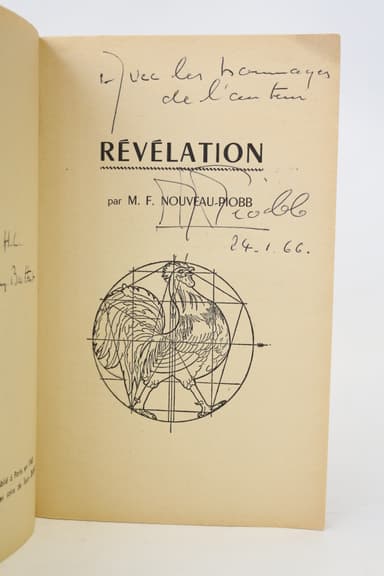 Avec les hommages
de l'auteur
RÉVÉLATION
par M. F. NOUVEAU-PIOBB
Piobb
24.1.66.
H.L